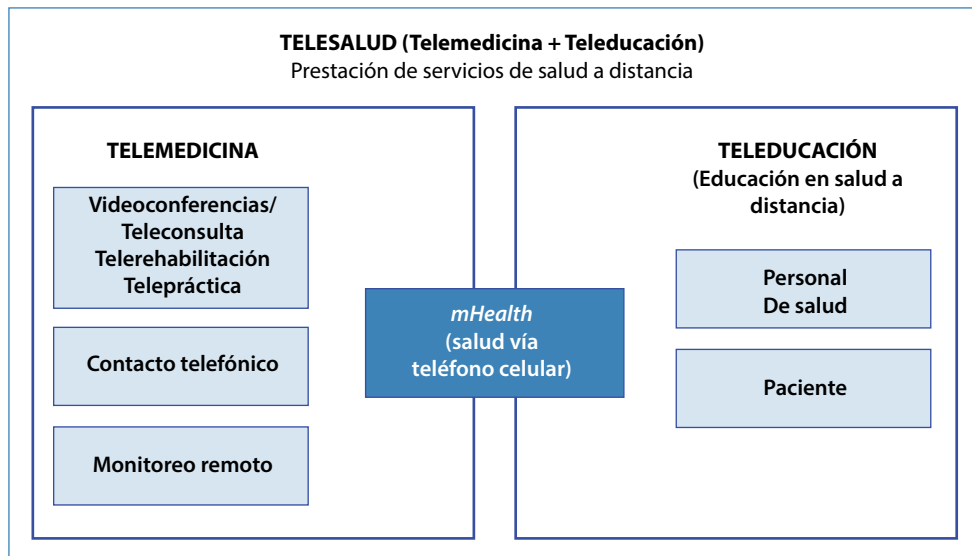 TELESALUD (Telemedicina + Teleducación)
Prestación de servicios de salud a distancia
TELEMEDICINA
Videoconferencias/
Teleconsulta
Telerehabilitación
Telepráctica
Contacto telefónico
Monitoreo remoto
mHealth
(salud vía
teléfono celular)
TELEDUCACIÓN
(Educación en salud a
distancia)
Personal
De salud
Paciente